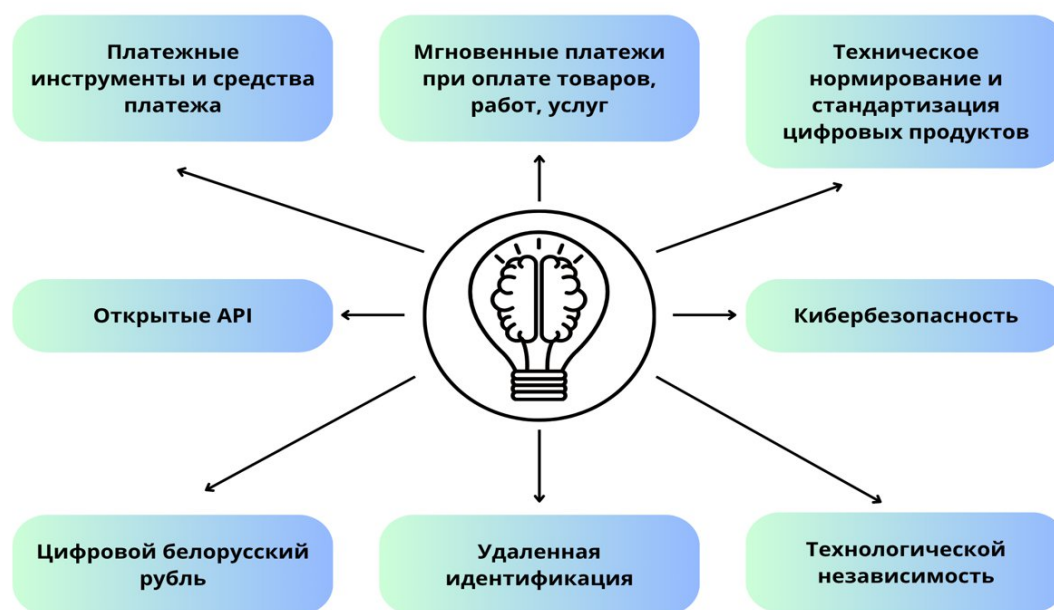 Платежные
инструменты и средства
платежа
Мгновенные платежи
при оплате товаров,
работ, услуг
Техническое
нормирование и
стандартизация
цифровых продуктов
Открытые API
Кибербезопасность
Цифровой белорусский
рубль
Удаленная
идентификация
Технологической
независимость